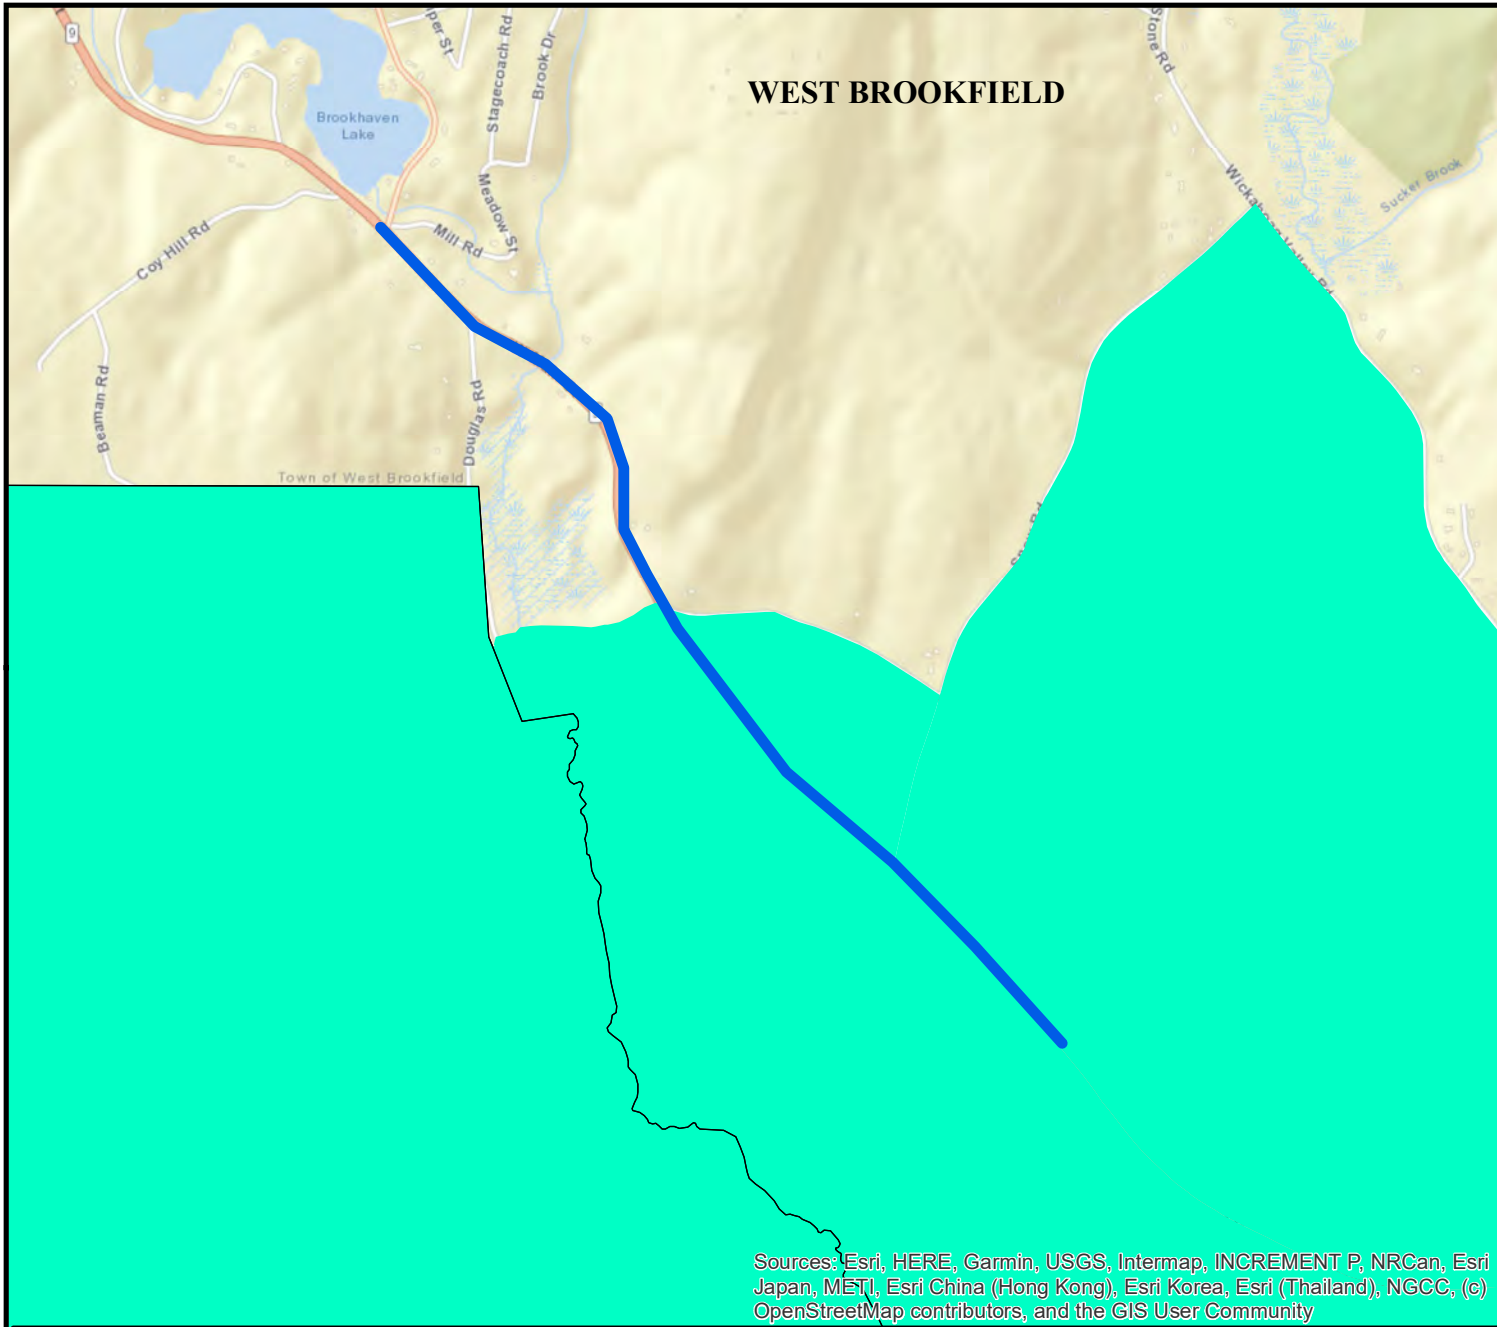 9
WEST BROOKFIELD
Stagecoach Rd
Brook Dr
Stone Rd
Brookhaven
Lake
Meadow St
Sucker Brook
Coy Hill Rd
Mill Rd
Beaman Rd
Douglas Rd
Town of West Brookfield
Sources: Esri, HERE, Garmin, USGS, Intermap, INCREMENT P, NRCan, Esri
Japan, METI, Esri China (Hong Kong), Esri Korea, Esri (Thailand), NGCC, (c)
OpenStreetMap contributors, and the GIS User Community